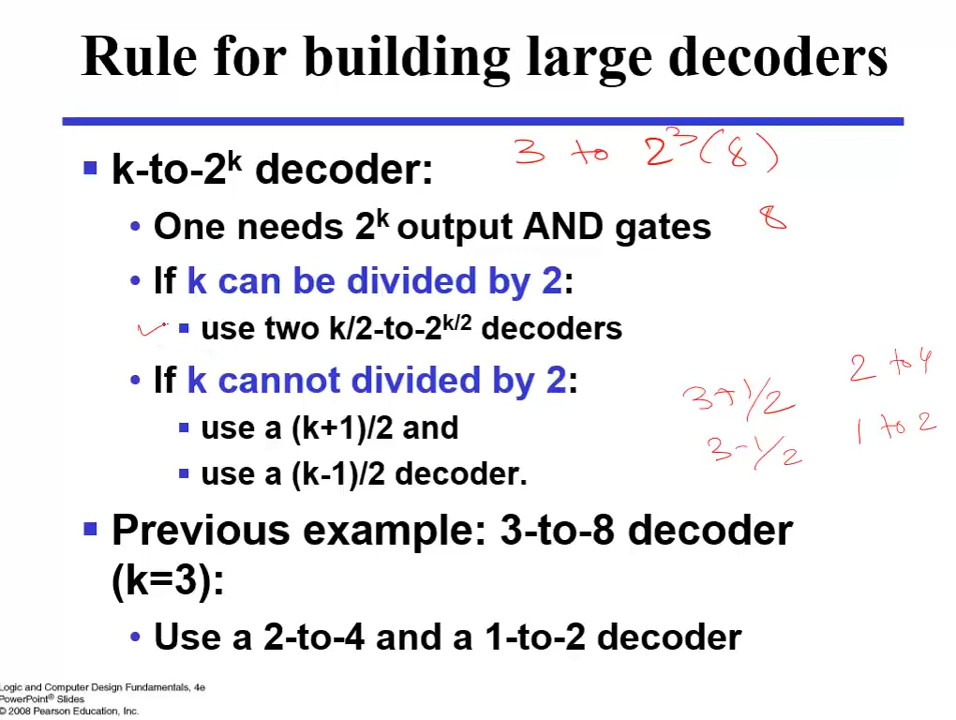 Rule for building large decoders
3 to 2³(8)
k-to-2ᵏ decoder:
• One needs 2ᵏ output AND gates 8
• If k can be divided by 2:
▪ use two k/2-to-2ᵏᐟ² decoders
• If k cannot divided by 2:
2 to 4
3+1/2
▪ use a (k+1)/2 and
1 to 2
3-1/2
▪ use a (k-1)/2 decoder.
▪ Previous example: 3-to-8 decoder
(k=3):
• Use a 2-to-4 and a 1-to-2 decoder
Logic and Computer Design Fundamentals, 4e
PowerPoint® Slides
© 2008 Pearson Education, Inc.